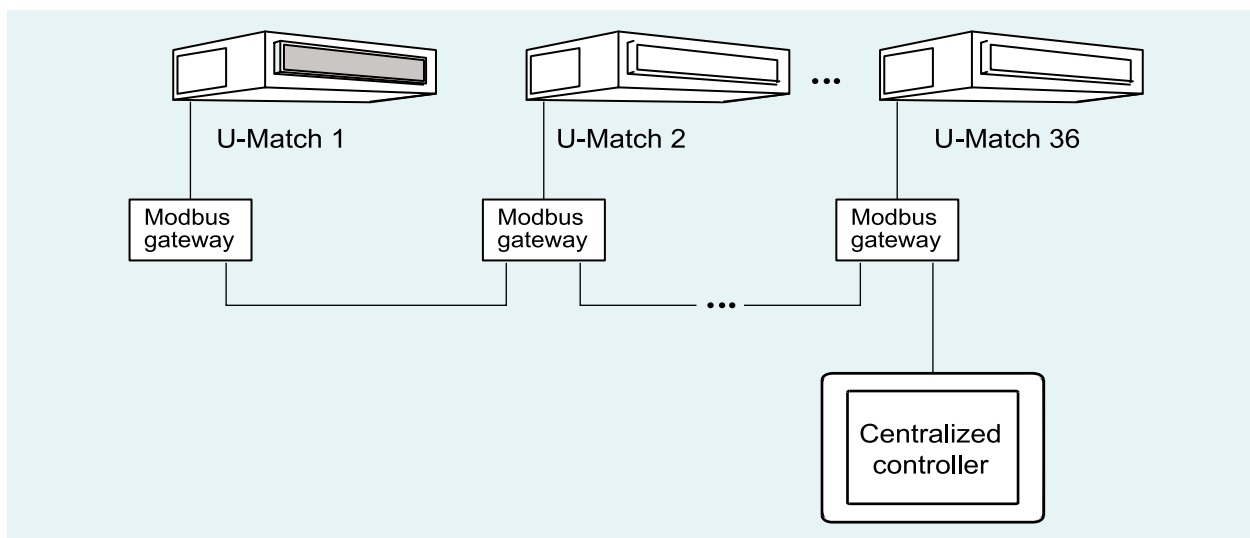 U-Match 1
U-Match 2
U-Match 36
...
Modbus
gateway
Modbus
gateway
Modbus
gateway
...
Centralized
controller